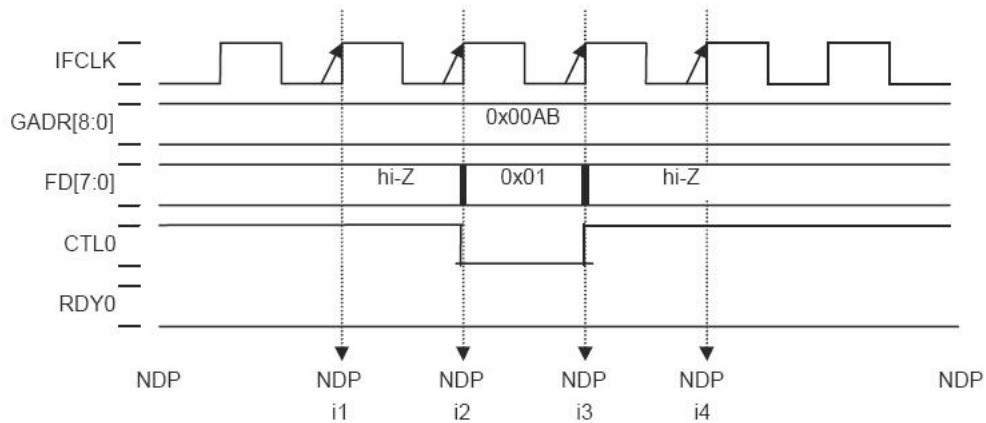 IFCLK
GADR[8:0]
0x00AB
FD[7:0]
hi-Z
0x01
hi-Z
CTL0
RDY0
NDP NDP NDP NDP NDP NDP
i1 i2 i3 i4